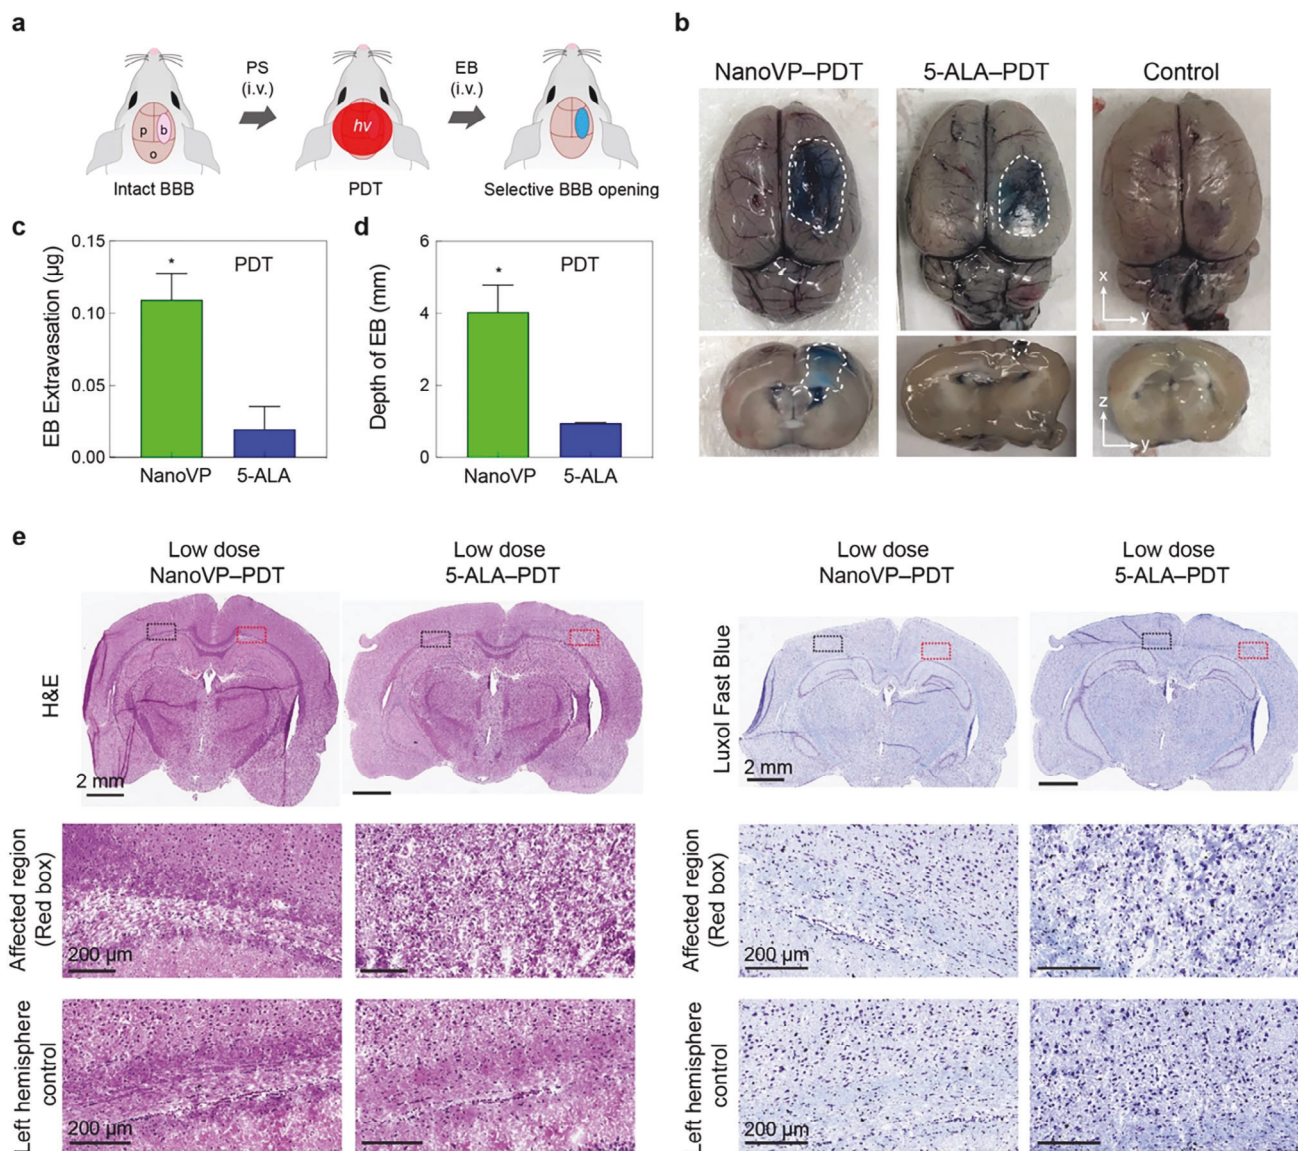 a
PS
(i.v.)
EB
(i.v.)
p
b
o
hv
Intact BBB
PDT
Selective BBB opening
b
NanoVP–PDT
5-ALA–PDT
Control
x
y
z
y
c
EB Extravasation (µg)
0.15
0.10
0.05
0.00
PDT
*
NanoVP
5-ALA
d
Depth of EB (mm)
6
4
2
0
PDT
*
NanoVP
5-ALA
e
Low dose
NanoVP–PDT
Low dose
5-ALA–PDT
Low dose
NanoVP–PDT
Low dose
5-ALA–PDT
H&E
2 mm
Luxol Fast Blue
2 mm
Affected region
(Red box)
200 µm
Affected region
(Red box)
200 µm
Left hemisphere
control
200 µm
Left hemisphere
control
200 µm